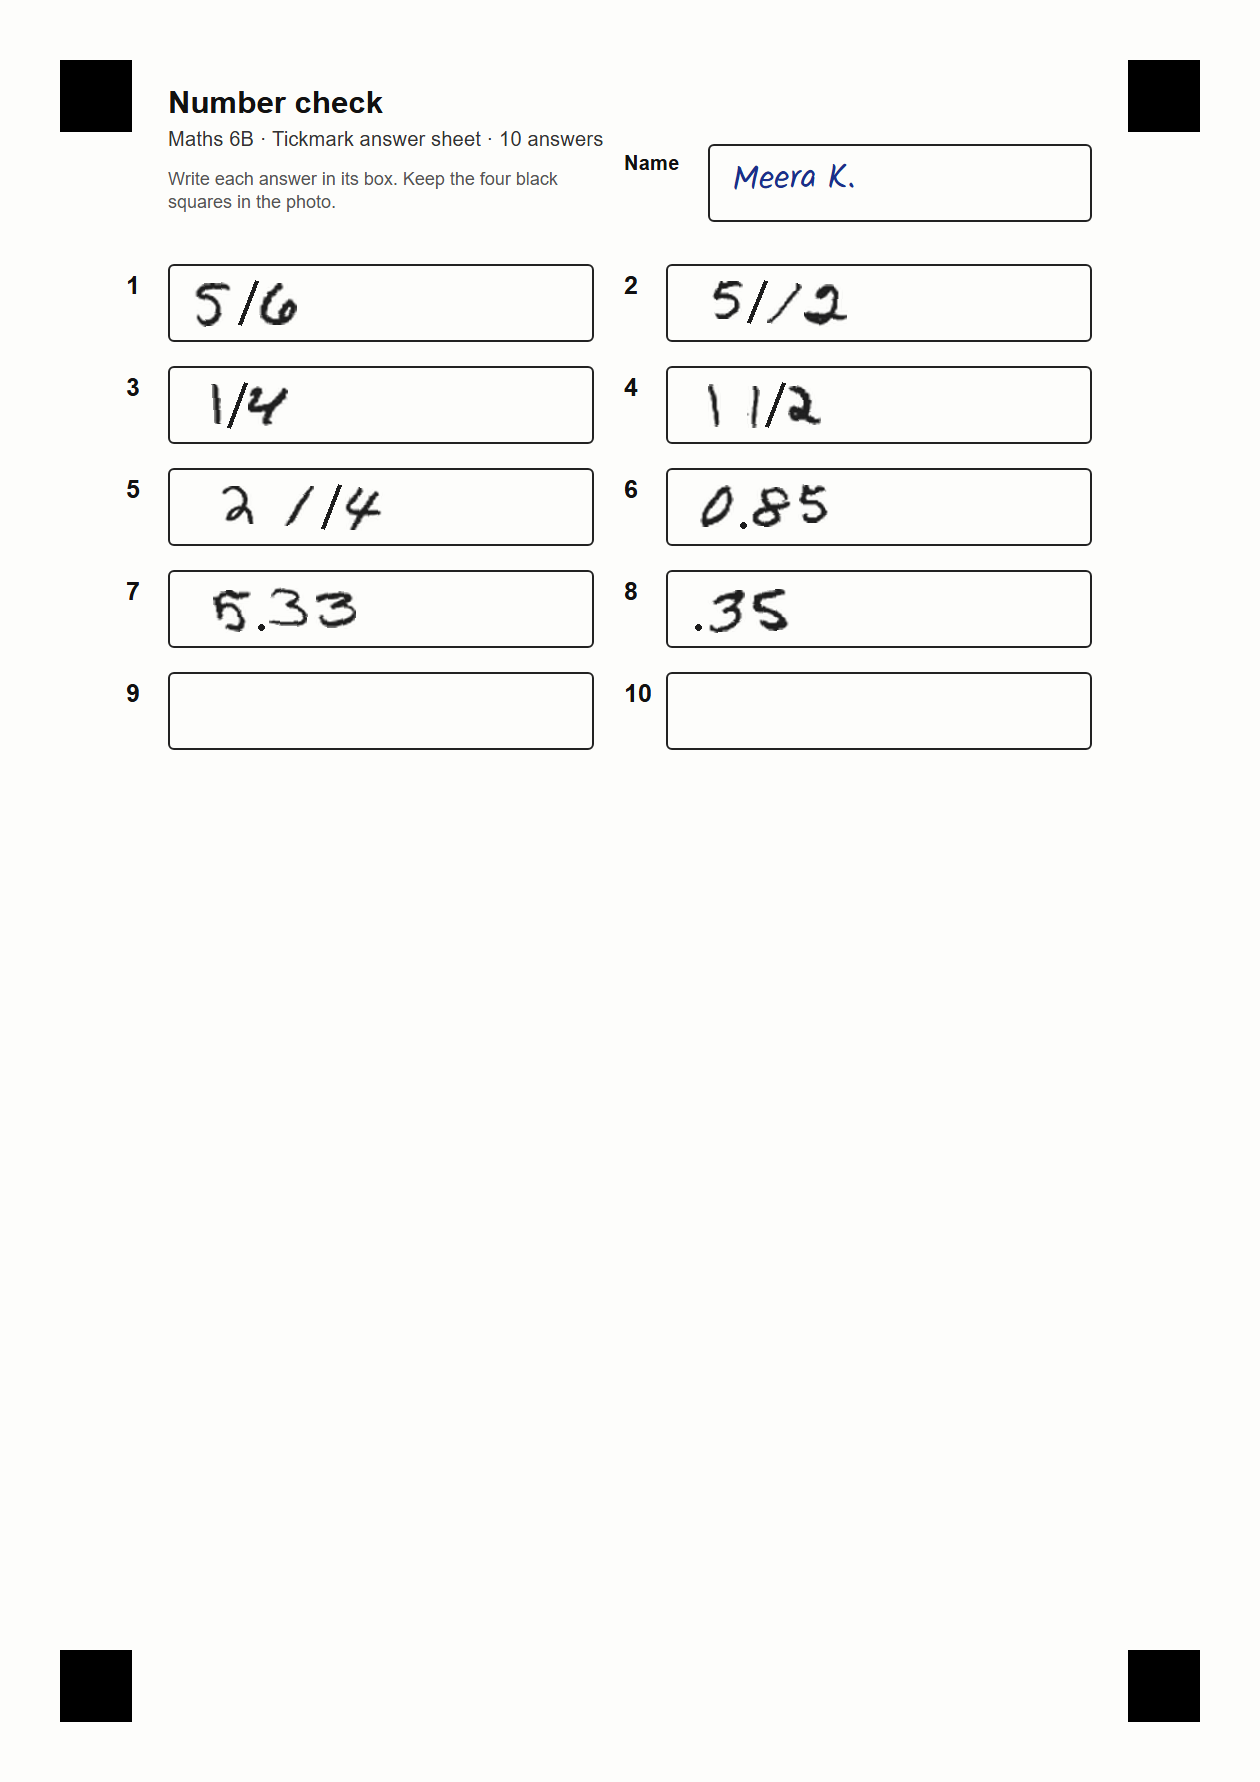 Number check
Maths 6B · Tickmark answer sheet · 10 answers
Write each answer in its box. Keep the four black
squares in the photo.
Name Meera K.
1 5/6
2 5/12
3 1/4
4 1 1/2
5 2 1/4
6 0.85
7 5.33
8 .35
9
10